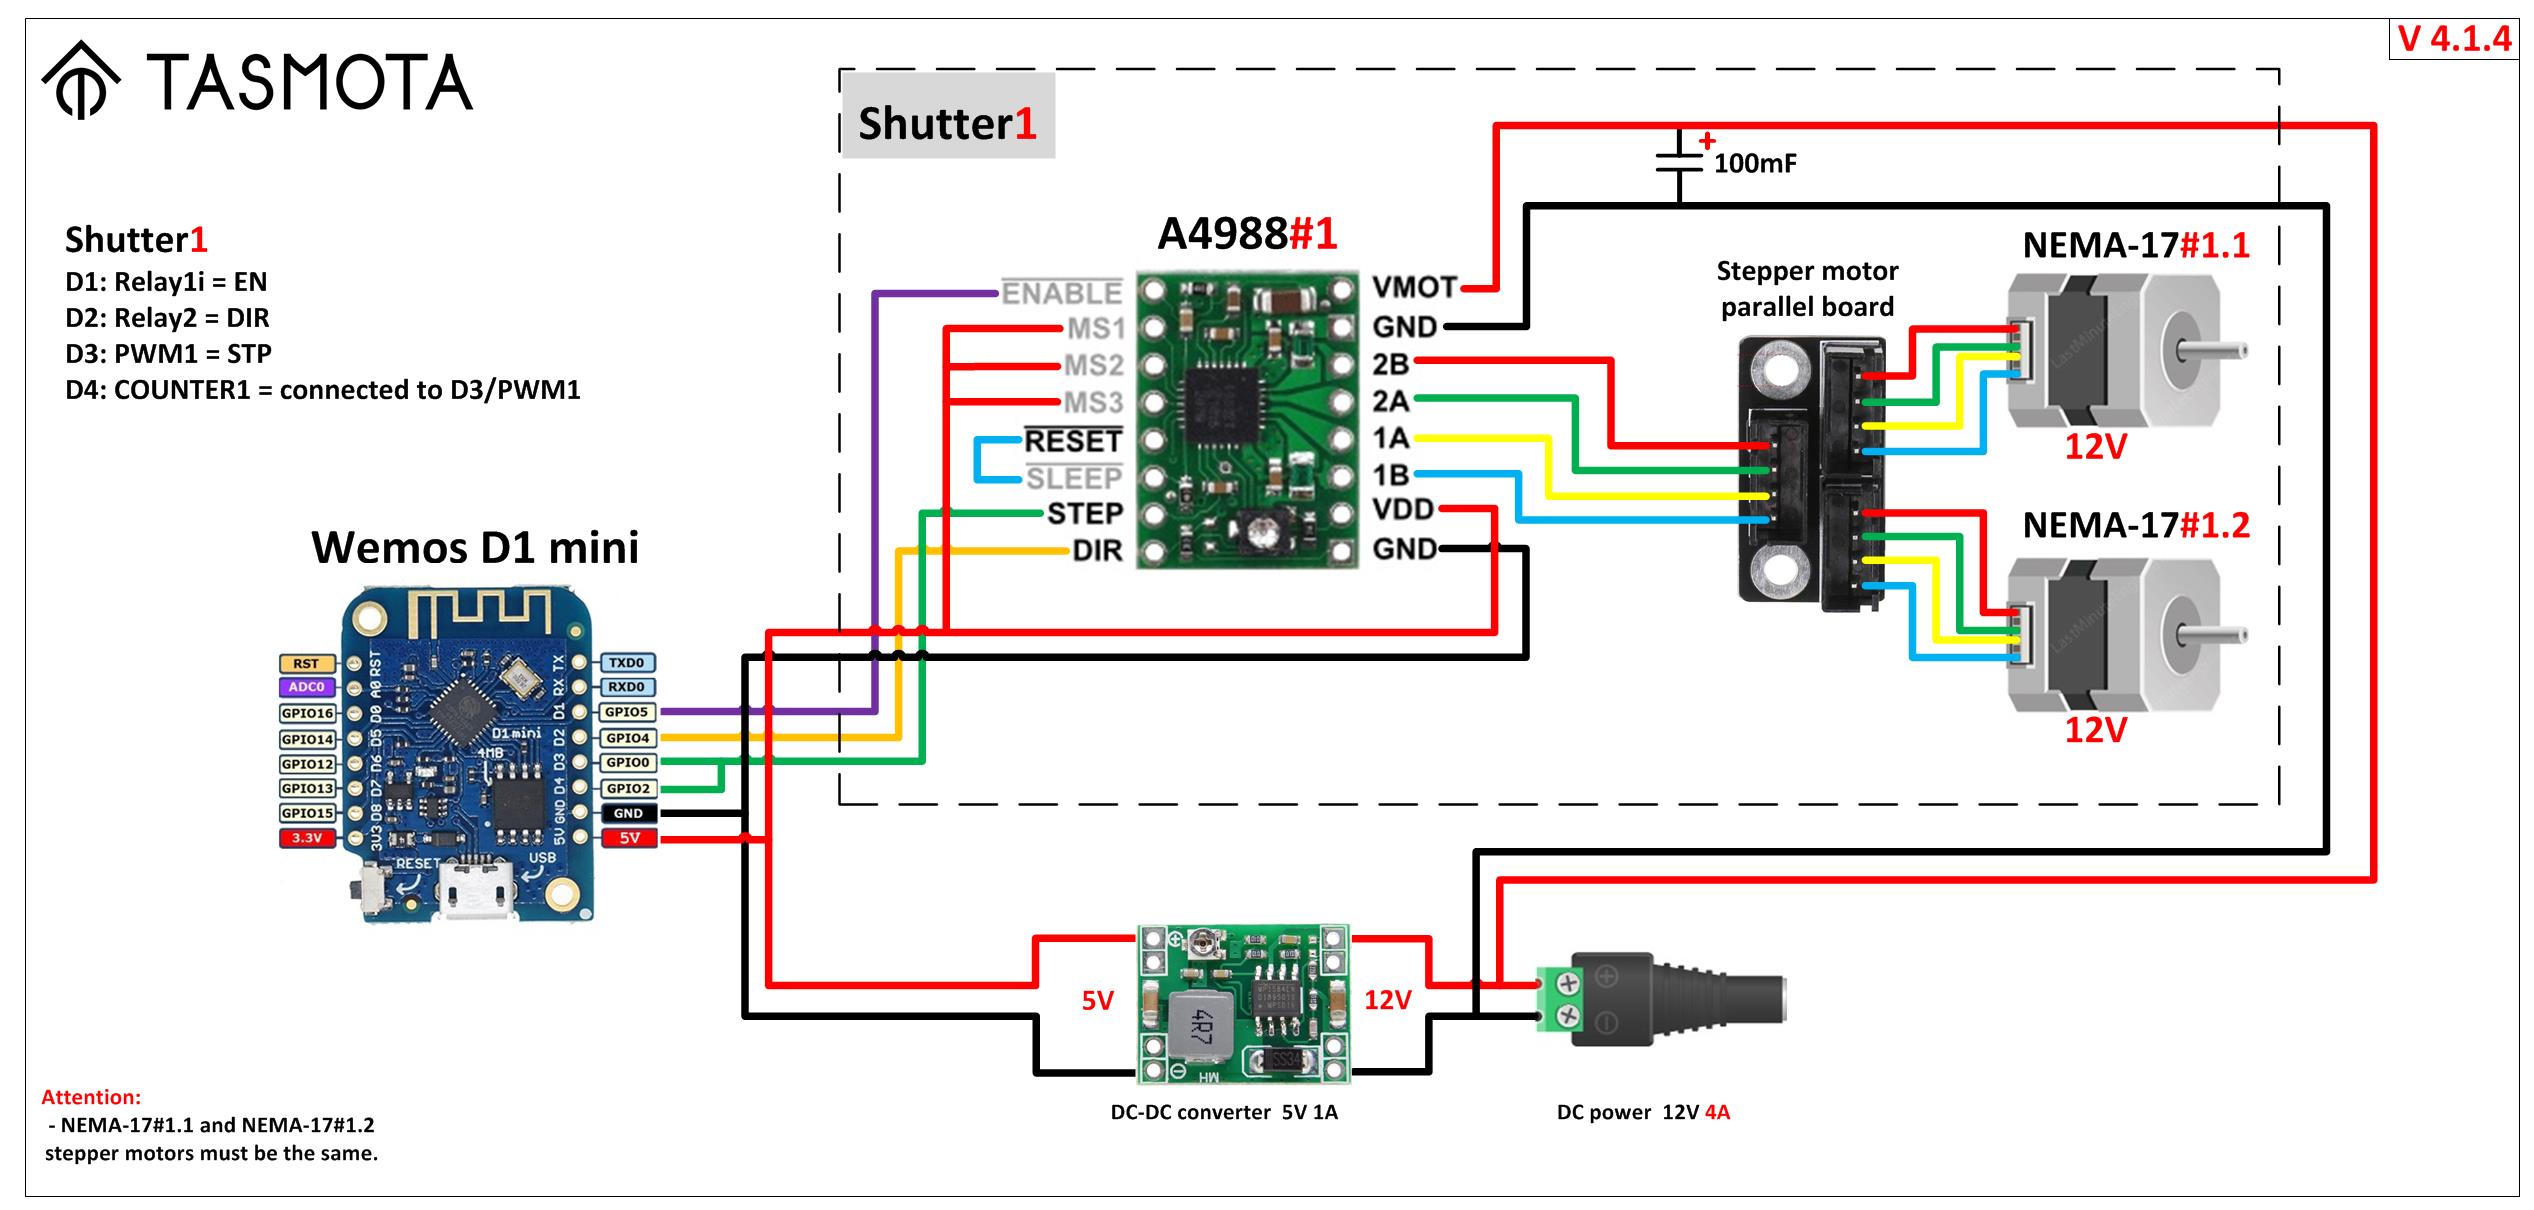 TASMOTA
V 4.1.4
Shutter1
100mF
Shutter1
D1: Relay1i = EN
D2: Relay2 = DIR
D3: PWM1 = STP
D4: COUNTER1 = connected to D3/PWM1
A4988#1
ENABLE
MS1
MS2
MS3
RESET
SLEEP
STEP
DIR
VMOT
GND
2B
2A
1A
1B
VDD
GND
Stepper motor
parallel board
NEMA-17#1.1
12V
NEMA-17#1.2
12V
Wemos D1 mini
RST
ADC0
GPIO16
GPIO14
GPIO12
GPIO13
GPIO15
3.3V
RST
A0
D0
D5
D6
D7
D8
3V3
D1 mini
4MB
RESET
USB
TX
RX
D1
D2
D3
D4
GND
5V
TXD0
RXD0
GPIO5
GPIO4
GPIO0
GPIO2
GND
5V
5V
4R7
SS34
MH
12V
DC-DC converter 5V 1A
DC power 12V 4A
Attention:
- NEMA-17#1.1 and NEMA-17#1.2
stepper motors must be the same.